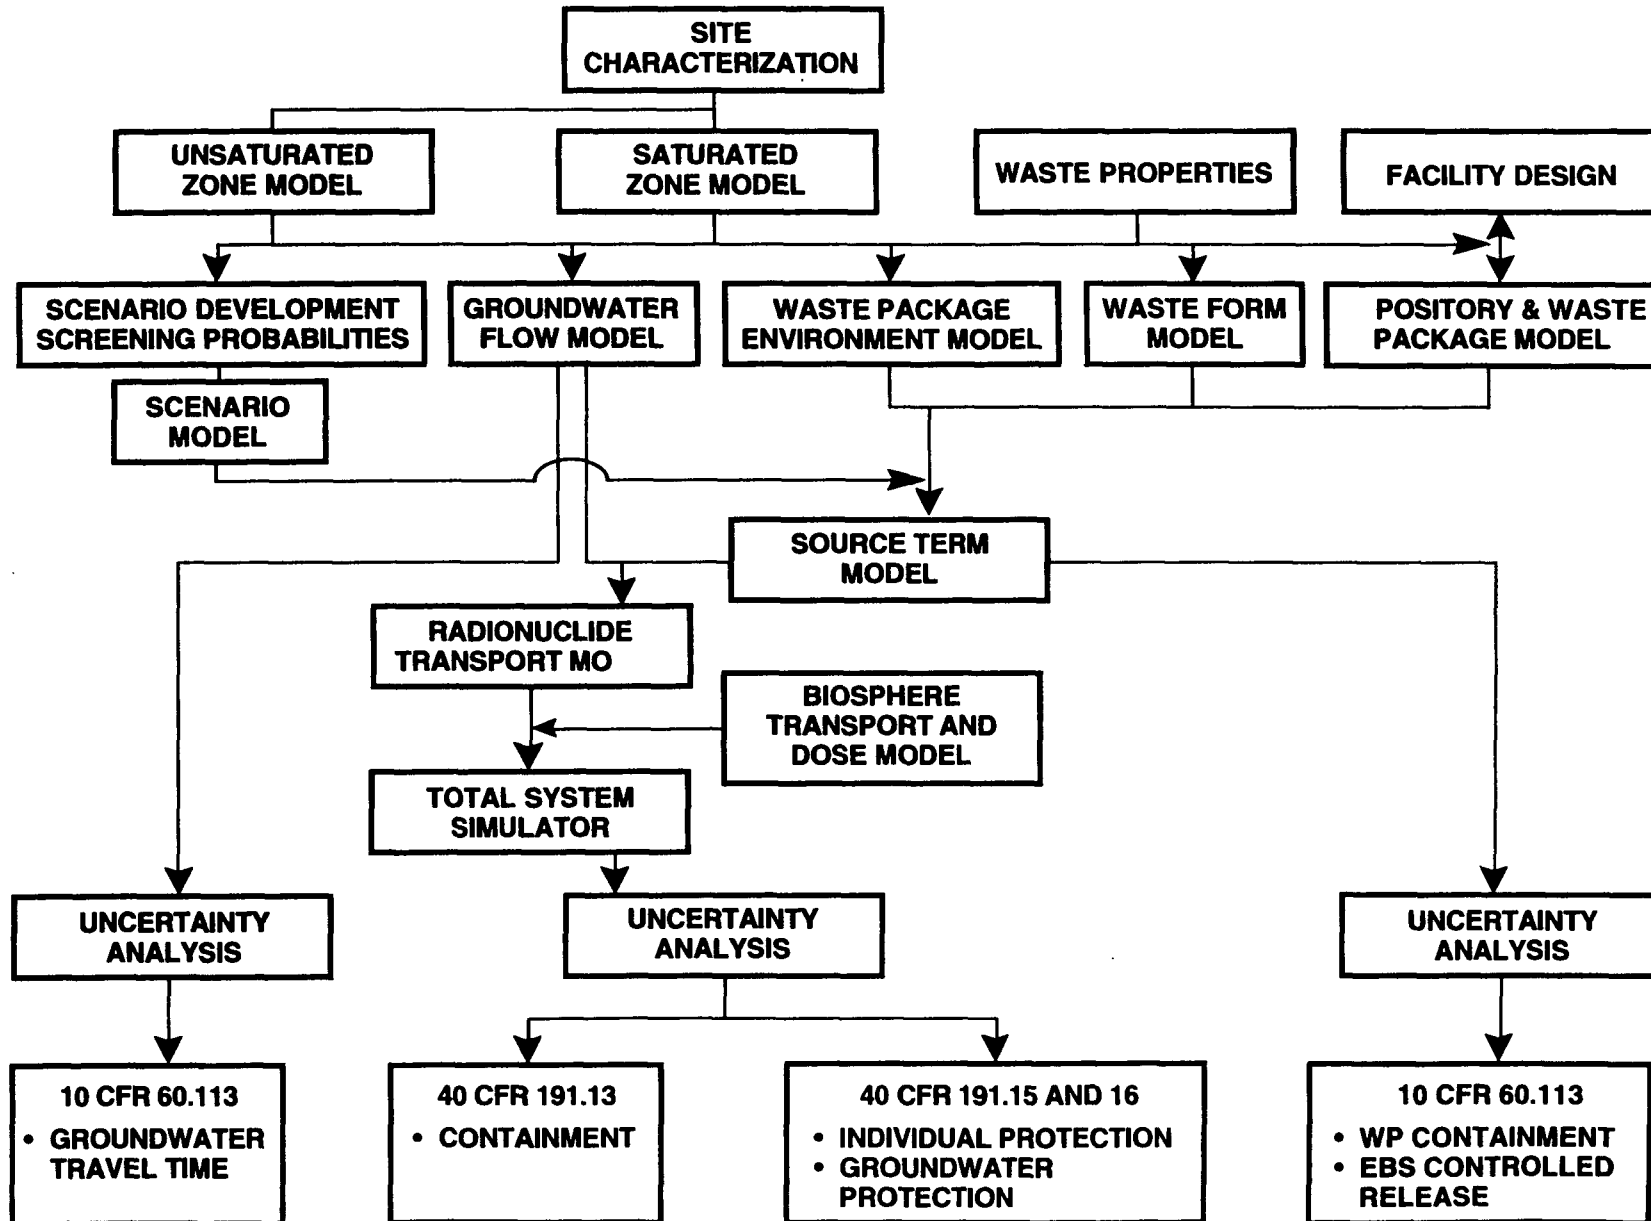 SITE
CHARACTERIZATION
UNSATURATED
ZONE MODEL
SATURATED
ZONE MODEL
WASTE PROPERTIES
FACILITY DESIGN
SCENARIO DEVELOPMENT
SCREENING PROBABILITIES
GROUNDWATER
FLOW MODEL
WASTE PACKAGE
ENVIRONMENT MODEL
WASTE FORM
MODEL
POSITORY & WASTE
PACKAGE MODEL
SCENARIO
MODEL
SOURCE TERM
MODEL
RADIONUCLIDE
TRANSPORT MO
BIOSPHERE
TRANSPORT AND
DOSE MODEL
TOTAL SYSTEM
SIMULATOR
UNCERTAINTY
ANALYSIS
UNCERTAINTY
ANALYSIS
UNCERTAINTY
ANALYSIS
10 CFR 60.113
• GROUNDWATER
TRAVEL TIME
40 CFR 191.13
• CONTAINMENT
40 CFR 191.15 AND 16
• INDIVIDUAL PROTECTION
• GROUNDWATER
PROTECTION
10 CFR 60.113
• WP CONTAINMENT
• EBS CONTROLLED
RELEASE